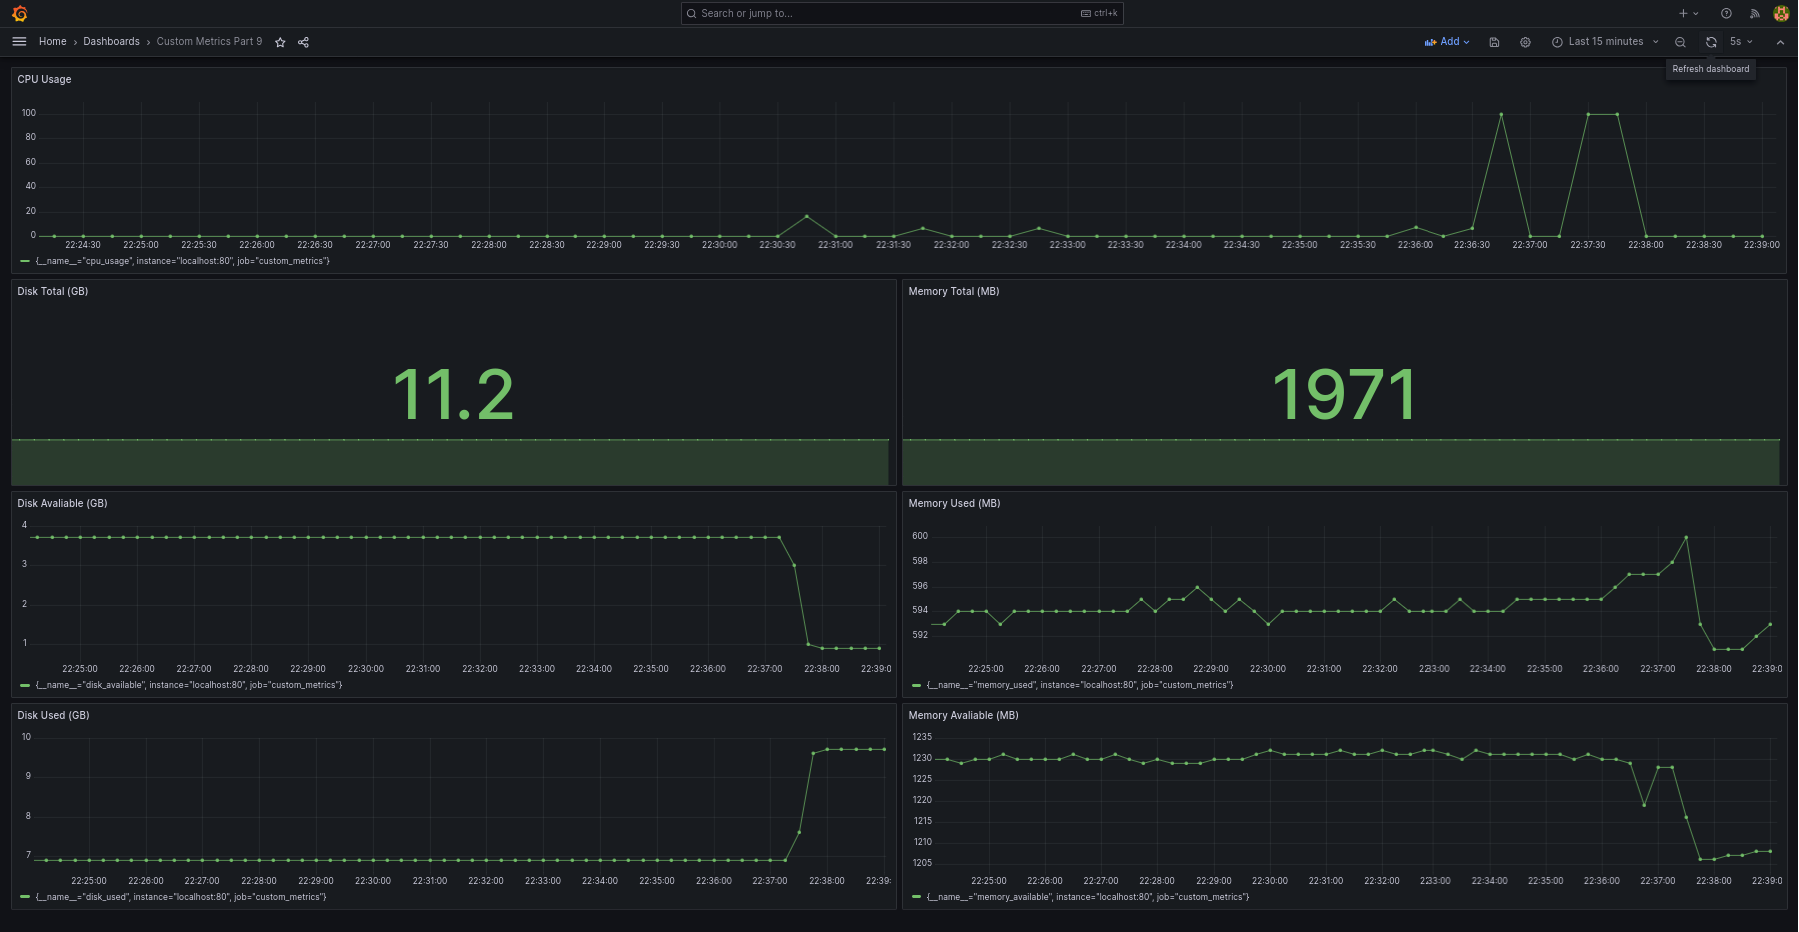 Search or jump to... ctrl+k
Home › Dashboards › Custom Metrics Part 9 Add Last 15 minutes 5s
Refresh dashboard
CPU Usage
100
80
60
40
20
0
22:24:30 22:25:00 22:25:30 22:26:00 22:26:30 22:27:00 22:27:30 22:28:00 22:28:30 22:29:00 22:29:30 22:30:00 22:30:30 22:31:00 22:31:30 22:32:00 22:32:30 22:33:00 22:33:30 22:34:00 22:34:30 22:35:00 22:35:30 22:36:00 22:36:30 22:37:00 22:37:30 22:38:00 22:38:30 22:39:00
{__name__="cpu_usage", instance="localhost:80", job="custom_metrics"}
Disk Total (GB)
11.2
Memory Total (MB)
1971
Disk Avaliable (GB)
4
3
2
1
22:25:00 22:26:00 22:27:00 22:28:00 22:29:00 22:30:00 22:31:00 22:32:00 22:33:00 22:34:00 22:35:00 22:36:00 22:37:00 22:38:00 22:39:0
{__name__="disk_available", instance="localhost:80", job="custom_metrics"}
Memory Used (MB)
600
598
596
594
592
22:25:00 22:26:00 22:27:00 22:28:00 22:29:00 22:30:00 22:31:00 22:32:00 22:33:00 22:34:00 22:35:00 22:36:00 22:37:00 22:38:00 22:39:0
{__name__="memory_used", instance="localhost:80", job="custom_metrics"}
Disk Used (GB)
10
9
8
7
22:25:00 22:26:00 22:27:00 22:28:00 22:29:00 22:30:00 22:31:00 22:32:00 22:33:00 22:34:00 22:35:00 22:36:00 22:37:00 22:38:00 22:39:
{__name__="disk_used", instance="localhost:80", job="custom_metrics"}
Memory Avaliable (MB)
1235
1230
1225
1220
1215
1210
1205
22:25:00 22:26:00 22:27:00 22:28:00 22:29:00 22:30:00 22:31:00 22:32:00 22:33:00 22:34:00 22:35:00 22:36:00 22:37:00 22:38:00 22:39:0
{__name__="memory_available", instance="localhost:80", job="custom_metrics"}